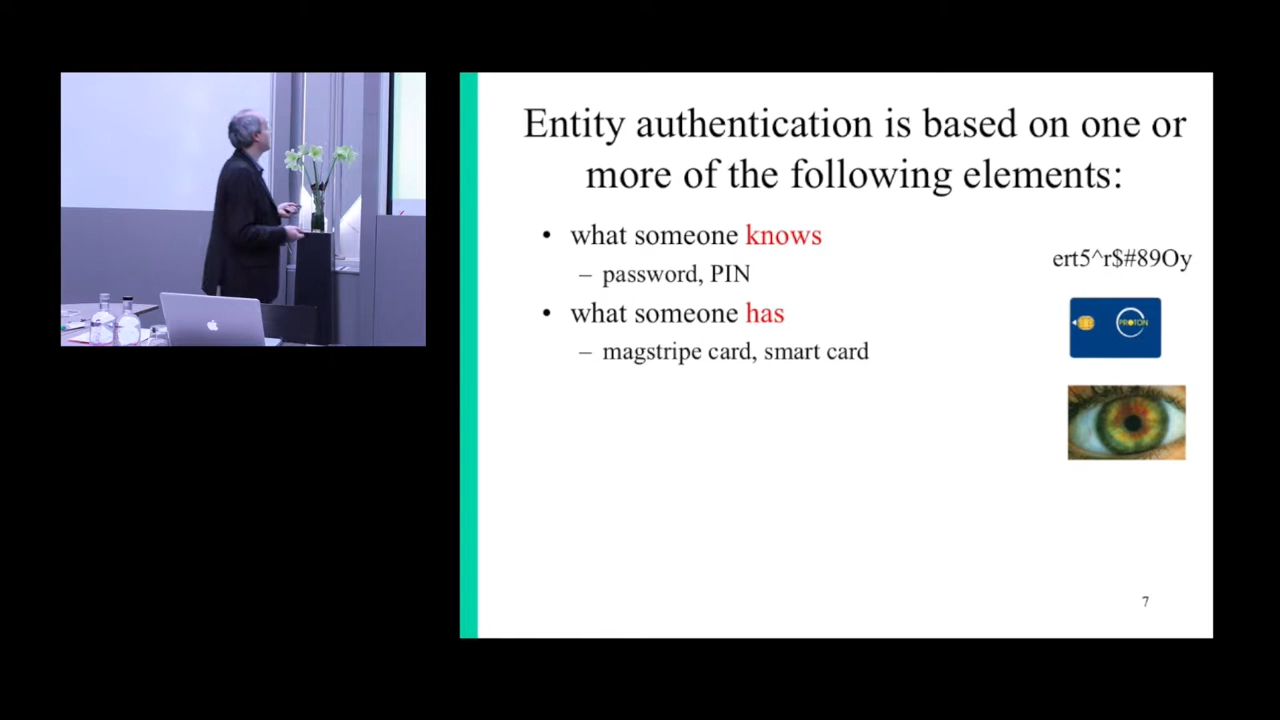 Entity authentication is based on one or
more of the following elements:
• what someone knows
– password, PIN
ert5^r$#89Oy
• what someone has
PROTON
– magstripe card, smart card
7